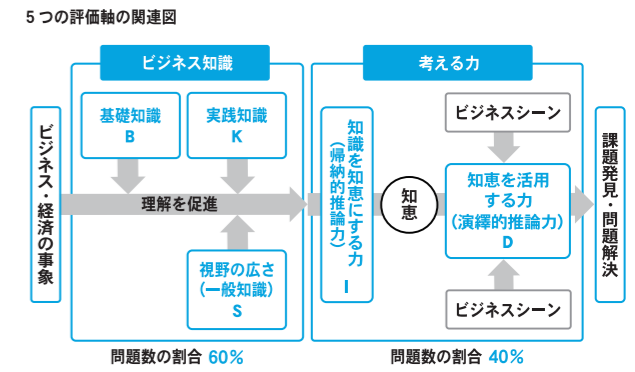 5つの評価軸の関連図
ビジネス知識
考える力
ビジネス・経済の事象
基礎知識
B
実践知識
K
理解を促進
視野の広さ
(一般知識)
S
知識を知恵にする力
(帰納的推論力)
I
知恵
ビジネスシーン
知恵を活用
する力
(演繹的推論力)
D
ビジネスシーン
課題発見・問題解決
問題数の割合 60%
問題数の割合 40%